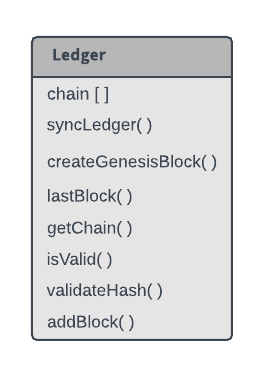 Ledger
chain [ ]
syncLedger( )
createGenesisBlock( )
lastBlock( )
getChain( )
isValid( )
validateHash( )
addBlock( )